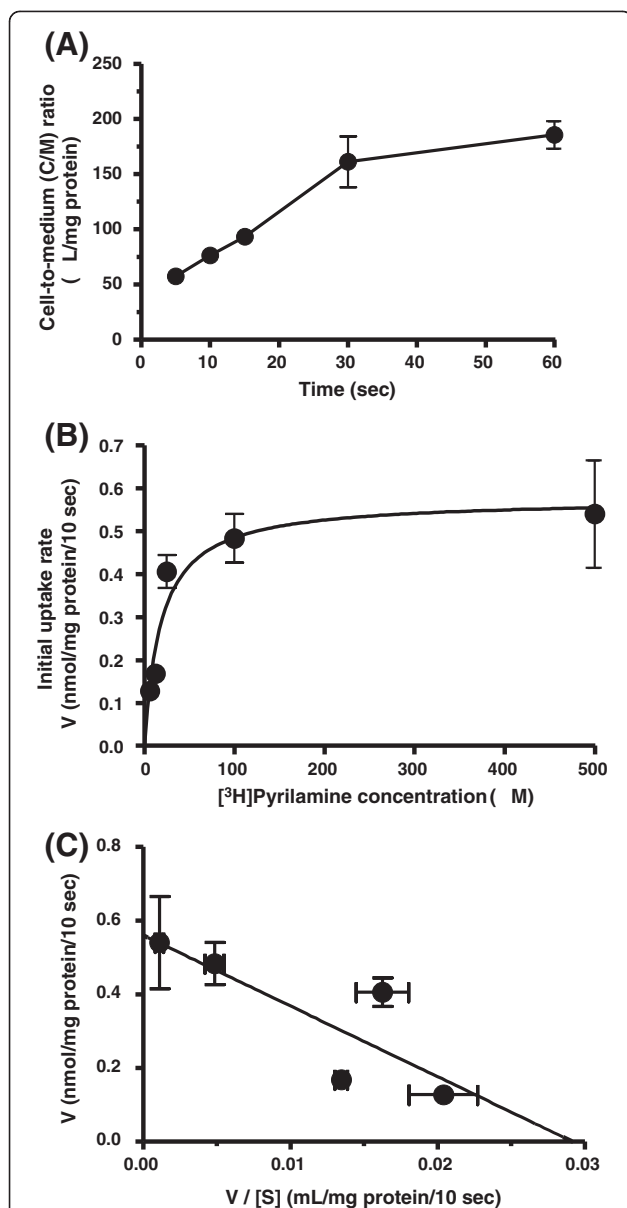 (A)
Cell-to-medium (C/M) ratio
( L/mg protein)
250
200
150
100
50
0
0 10 20 30 40 50 60
Time (sec)
(B)
Initial uptake rate
V (nmol/mg protein/10 sec)
0.7
0.6
0.5
0.4
0.3
0.2
0.1
0.0
0 100 200 300 400 500
[³H]Pyrilamine concentration ( M)
(C)
V (nmol/mg protein/10 sec)
0.8
0.6
0.4
0.2
0.0
0.00 0.01 0.02 0.03
V / [S] (mL/mg protein/10 sec)